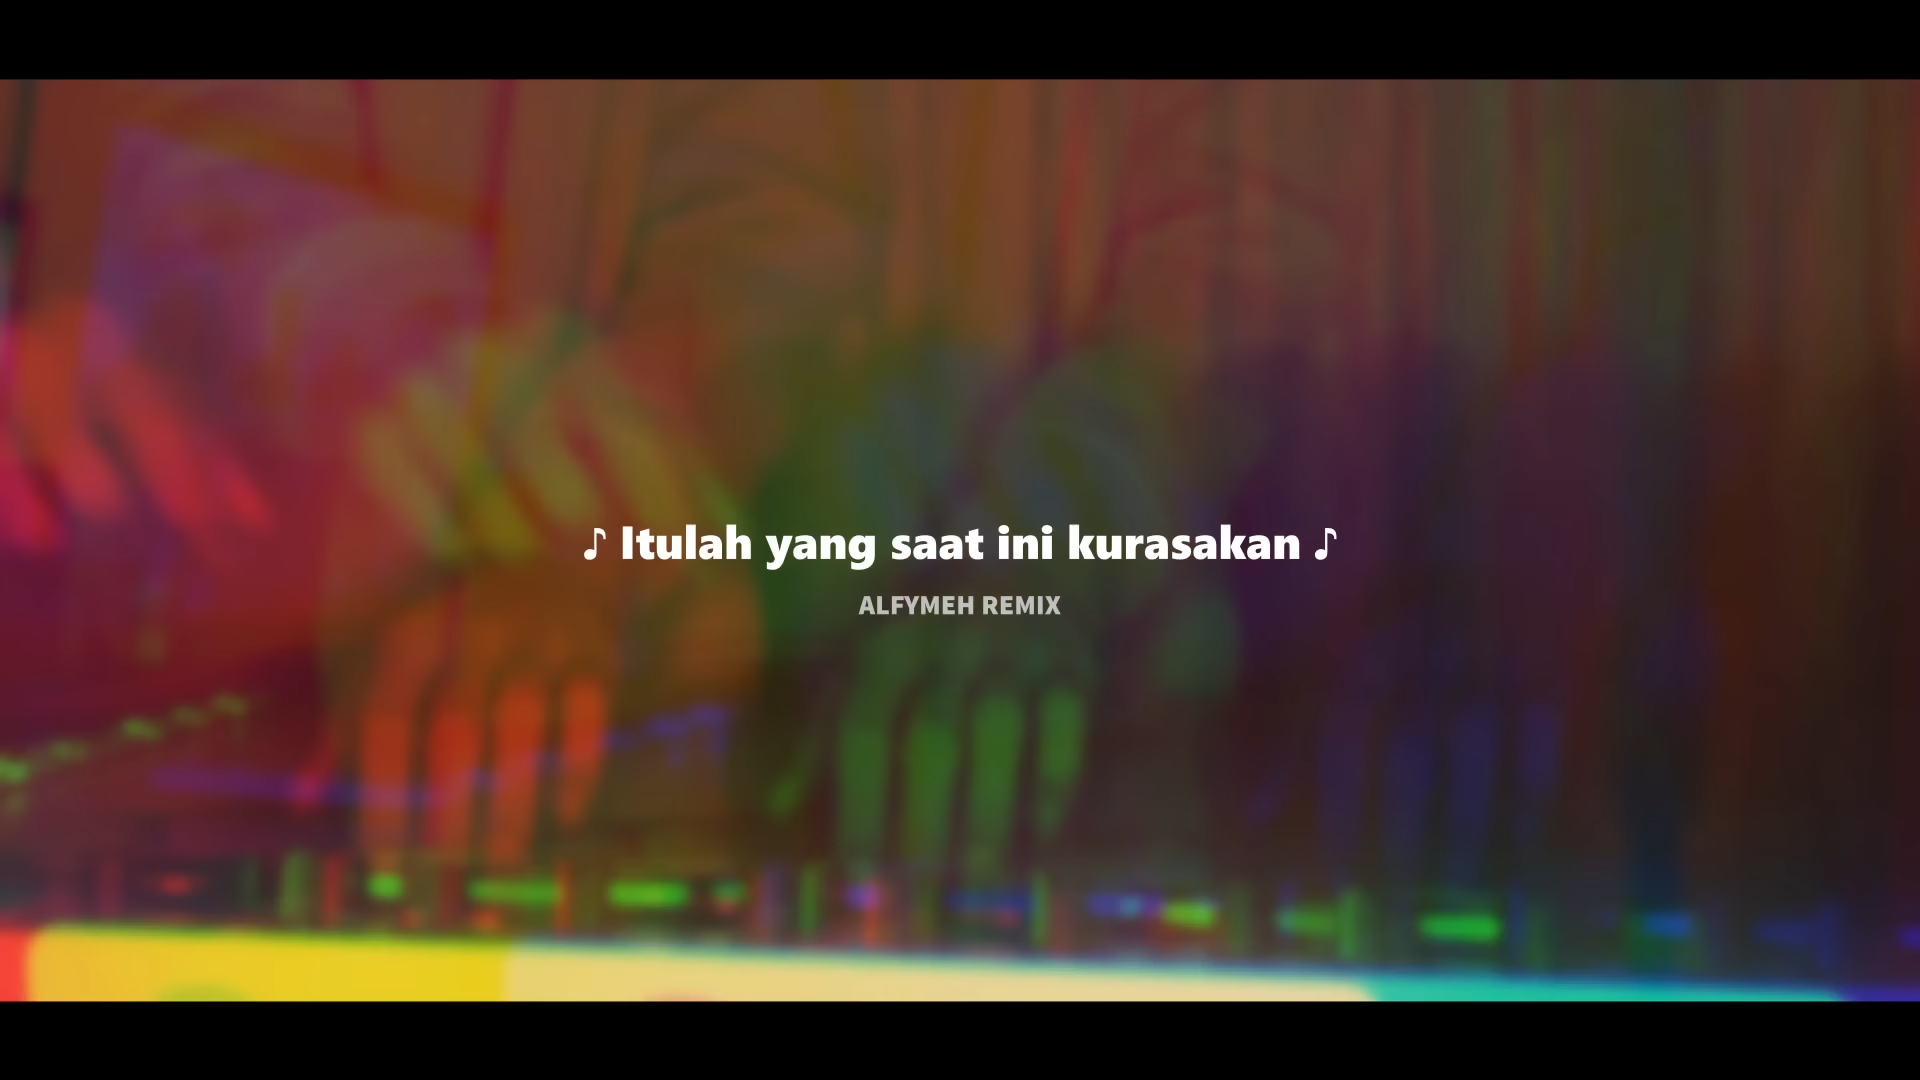 ♪ Itulah yang saat ini kurasakan ♪
ALFYMEH REMIX